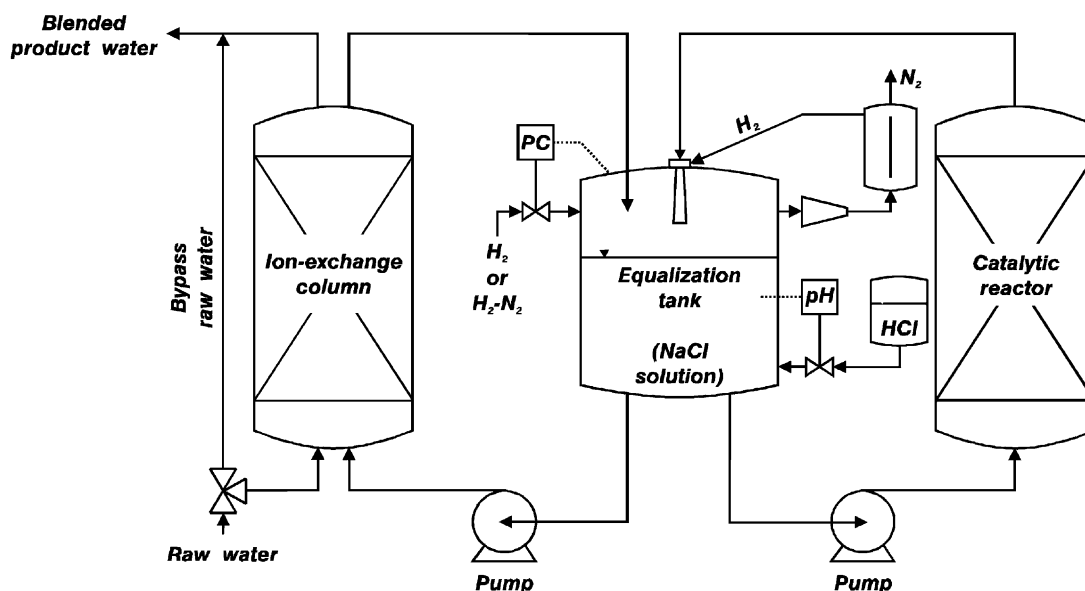 Blended
product water
N₂
H₂
PC
Bypass
raw water
Ion-exchange
column
H₂
or
H₂-N₂
Equalization
tank
(NaCl
solution)
pH
HCl
Catalytic
reactor
Raw water
Pump
Pump